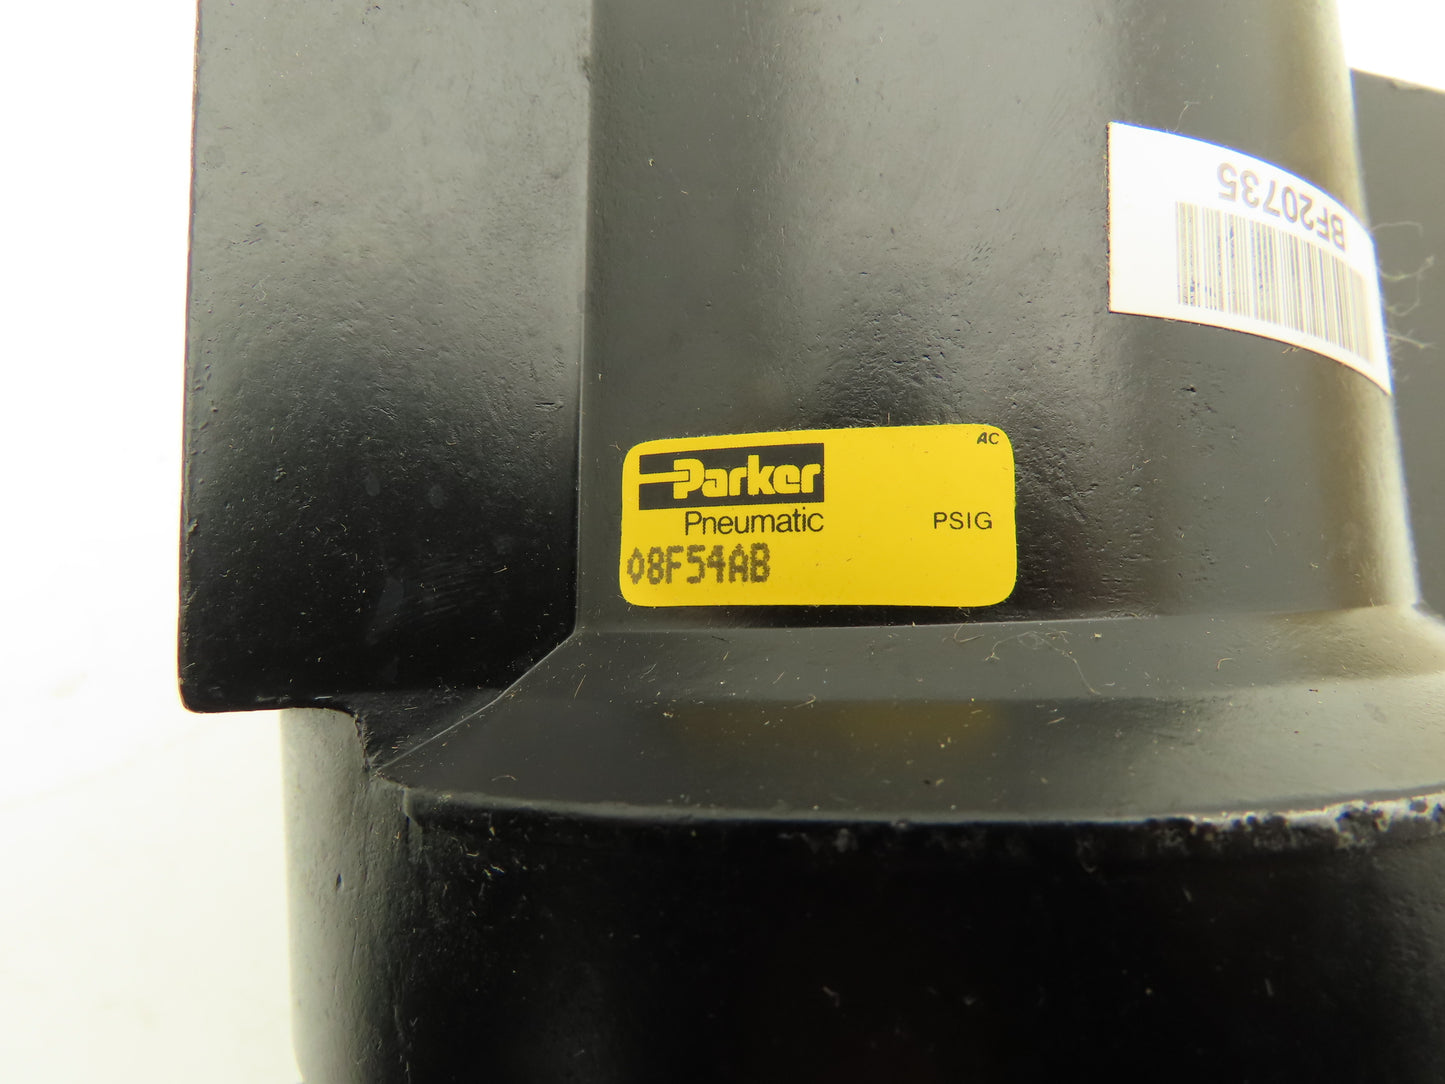 BF20735
AC
Parker
Pneumatic
PSIG
08F54AB